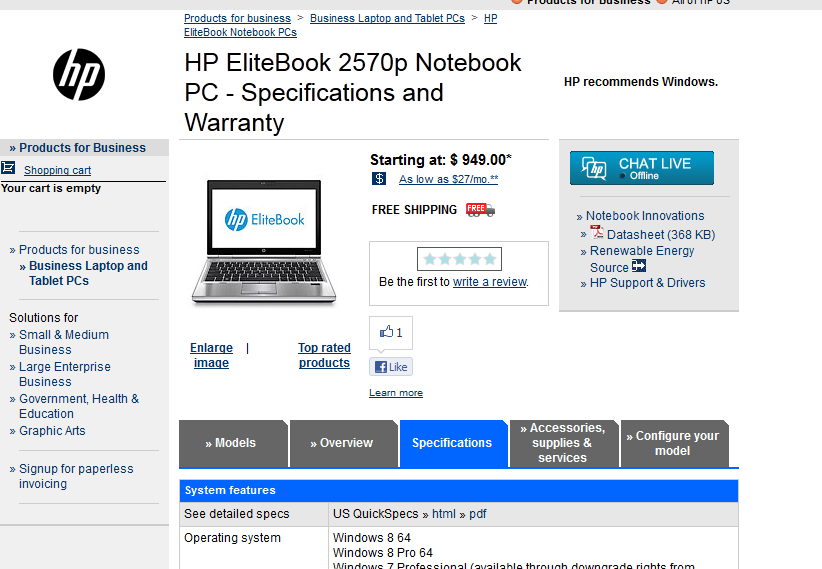 Products for Business All of HP US
Products for business > Business Laptop and Tablet PCs > HP
EliteBook Notebook PCs
hp
HP EliteBook 2570p Notebook
PC - Specifications and
Warranty
HP recommends Windows.
» Products for Business
Shopping cart
Your cart is empty
» Products for business
» Business Laptop and
Tablet PCs
Solutions for
» Small & Medium
Business
» Large Enterprise
Business
» Government, Health &
Education
» Graphic Arts
» Signup for paperless
invoicing
hp EliteBook
Enlarge
image
|
Top rated
products
Starting at: $ 949.00*
$ As low as $27/mo.**
FREE SHIPPING FREE
Be the first to write a review.
1
f Like
Learn more
hp CHAT LIVE
Offline
» Notebook Innovations
» Datasheet (368 KB)
» Renewable Energy
Source
» HP Support & Drivers
» Models
» Overview
Specifications
» Accessories,
supplies &
services
» Configure your
model
System features
See detailed specs US QuickSpecs » html » pdf
Operating system Windows 8 64
Windows 8 Pro 64
Windows 7 Professional (available through downgrade rights from